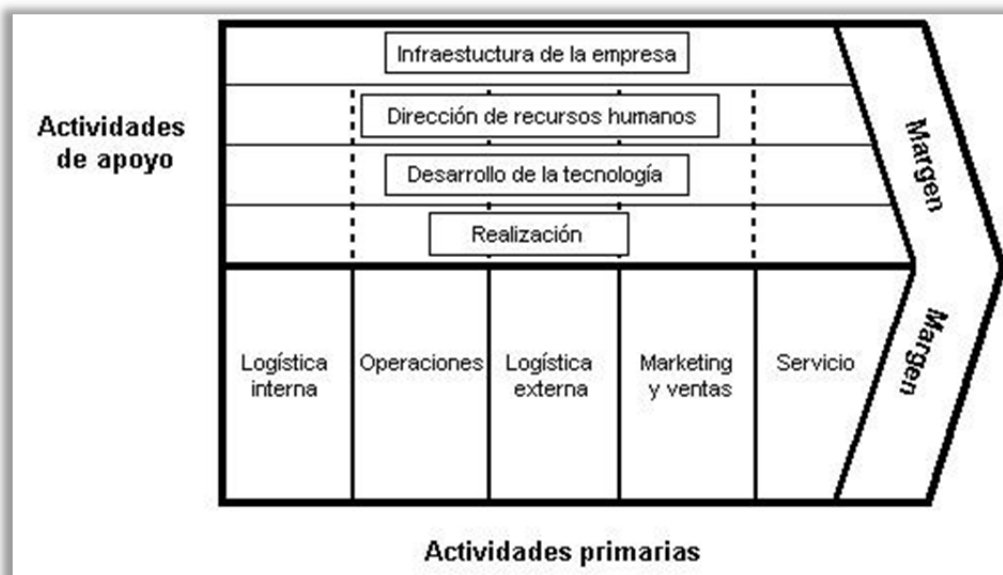 Infraestuctura de la empresa
Dirección de recursos humanos
Actividades
de apoyo
Desarrollo de la tecnología
Realización
Margen
Margen
Logística
interna
Operaciones
Logística
externa
Marketing
y ventas
Servicio
Actividades primarias